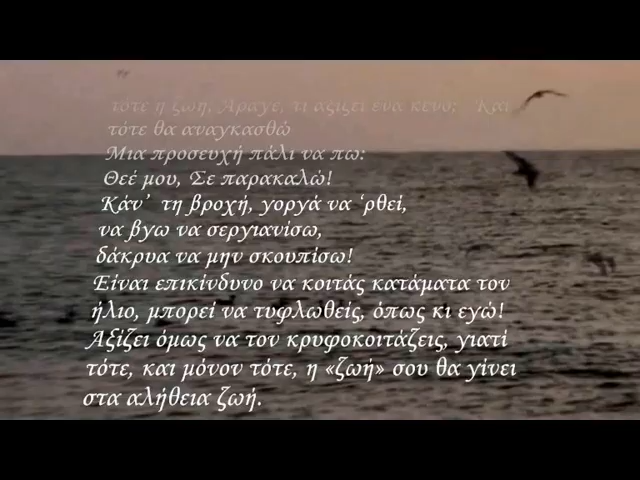 τότε η ζωή, Άραγε, τι αξίζει ένα κενό; Και
τότε θα αναγκασθώ
Μια προσευχή πάλι να πω:
Θεέ μου, Σε παρακαλώ!
Κάν’ τη βροχή, γοργά να ‘ρθεί,
να βγω να σεργιανίσω,
δάκρυα να μην σκουπίσω!
Είναι επικίνδυνο να κοιτάς κατάματα τον
ήλιο, μπορεί να τυφλωθείς, όπως κι εγώ!
Αξίζει όμως να τον κρυφοκοιτάζεις, γιατί
τότε, και μόνον τότε, η «ζωή» σου θα γίνει
στα αλήθεια ζωή.